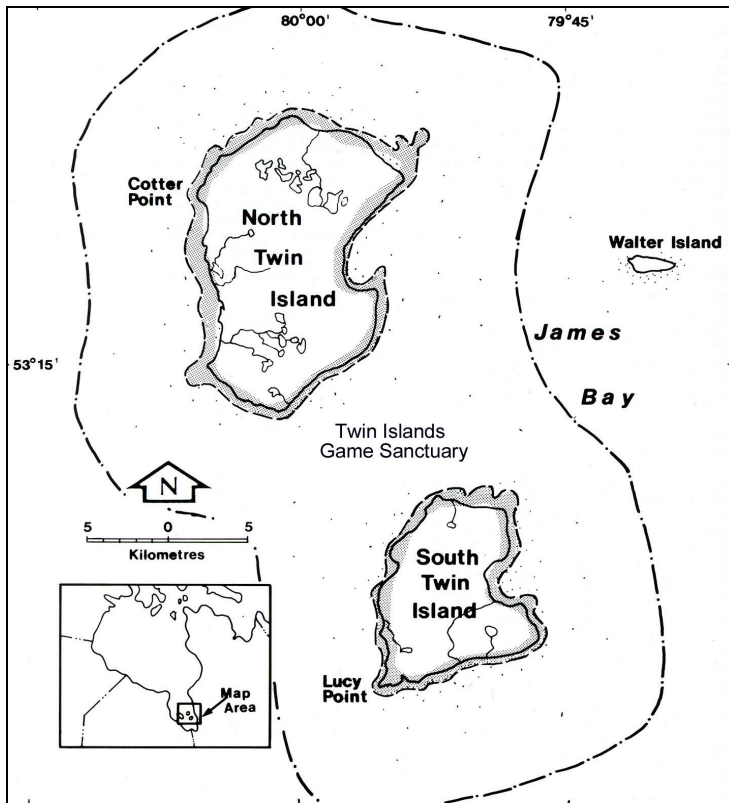 80°00'
79°45'
Cotter
Point
North
Twin
Island
Walter Island
James
Bay
53°15'
Twin Islands
Game Sanctuary
N
5 0 5
Kilometres
South
Twin
Island
Lucy
Point
Map
Area